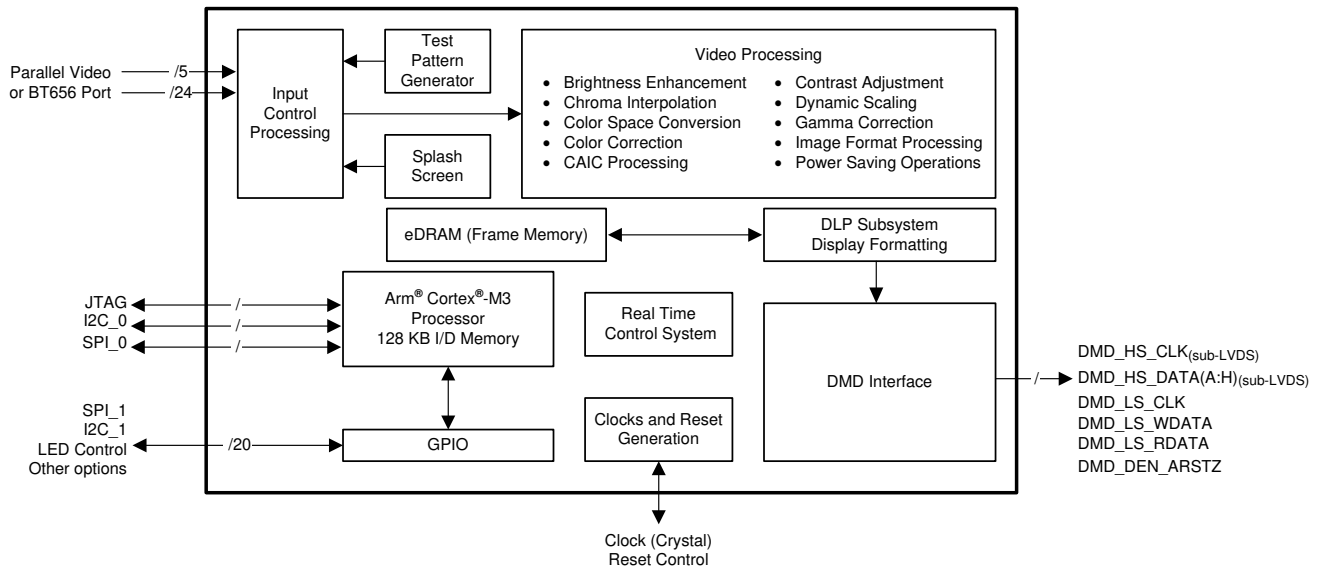 Parallel Video
or BT656 Port
/5
/24
Input
Control
Processing
Test
Pattern
Generator
Splash
Screen
Video Processing
• Brightness Enhancement
• Chroma Interpolation
• Color Space Conversion
• Color Correction
• CAIC Processing
• Contrast Adjustment
• Dynamic Scaling
• Gamma Correction
• Image Format Processing
• Power Saving Operations
eDRAM (Frame Memory)
DLP Subsystem
Display Formatting
JTAG
I2C_0
SPI_0
/
/
/
Arm® Cortex®-M3
Processor
128 KB I/D Memory
Real Time
Control System
DMD Interface
/
DMD_HS_CLK(sub-LVDS)
DMD_HS_DATA(A:H)(sub-LVDS)
DMD_LS_CLK
DMD_LS_WDATA
DMD_LS_RDATA
DMD_DEN_ARSTZ
SPI_1
I2C_1
LED Control
Other options
/20
GPIO
Clocks and Reset
Generation
Clock (Crystal)
Reset Control